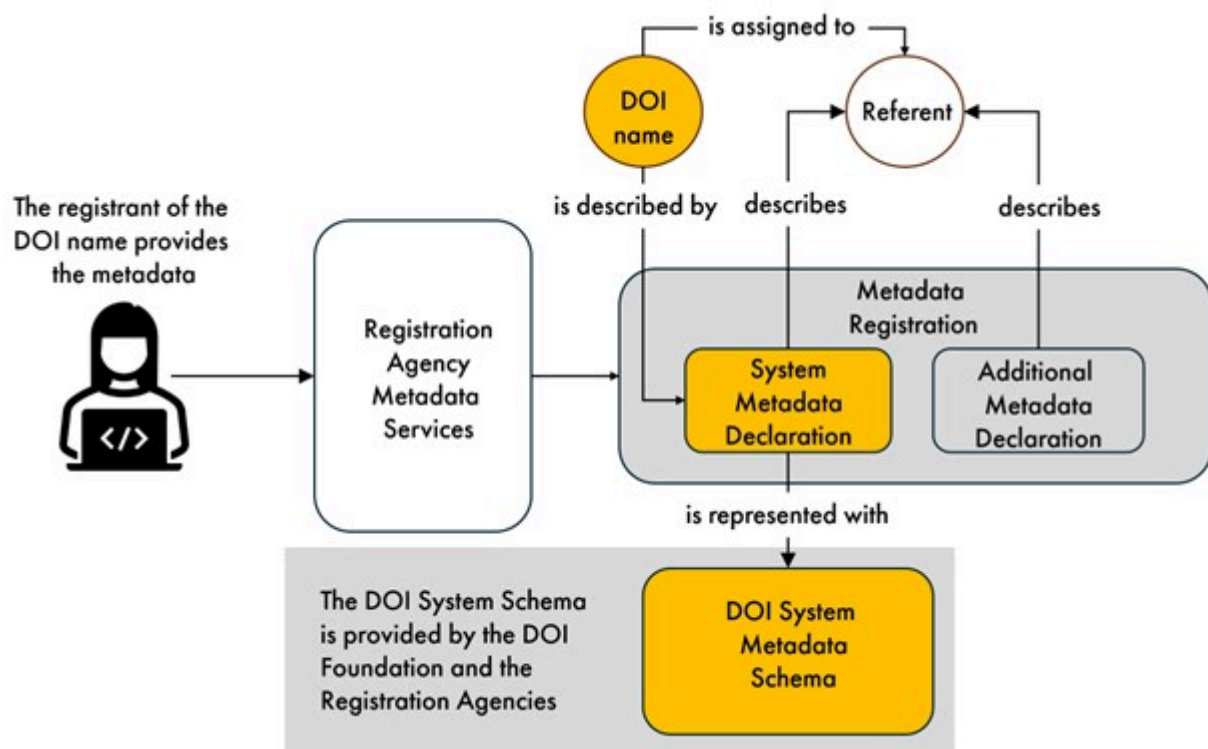 is assigned to
DOI
name
Referent
The registrant of the
DOI name provides
the metadata
is described by
describes
describes
Registration
Agency
Metadata
Services
Metadata
Registration
System
Metadata
Declaration
Additional
Metadata
Declaration
</>
is represented with
The DOI System Schema
is provided by the DOI
Foundation and the
Registration Agencies
DOI System
Metadata
Schema